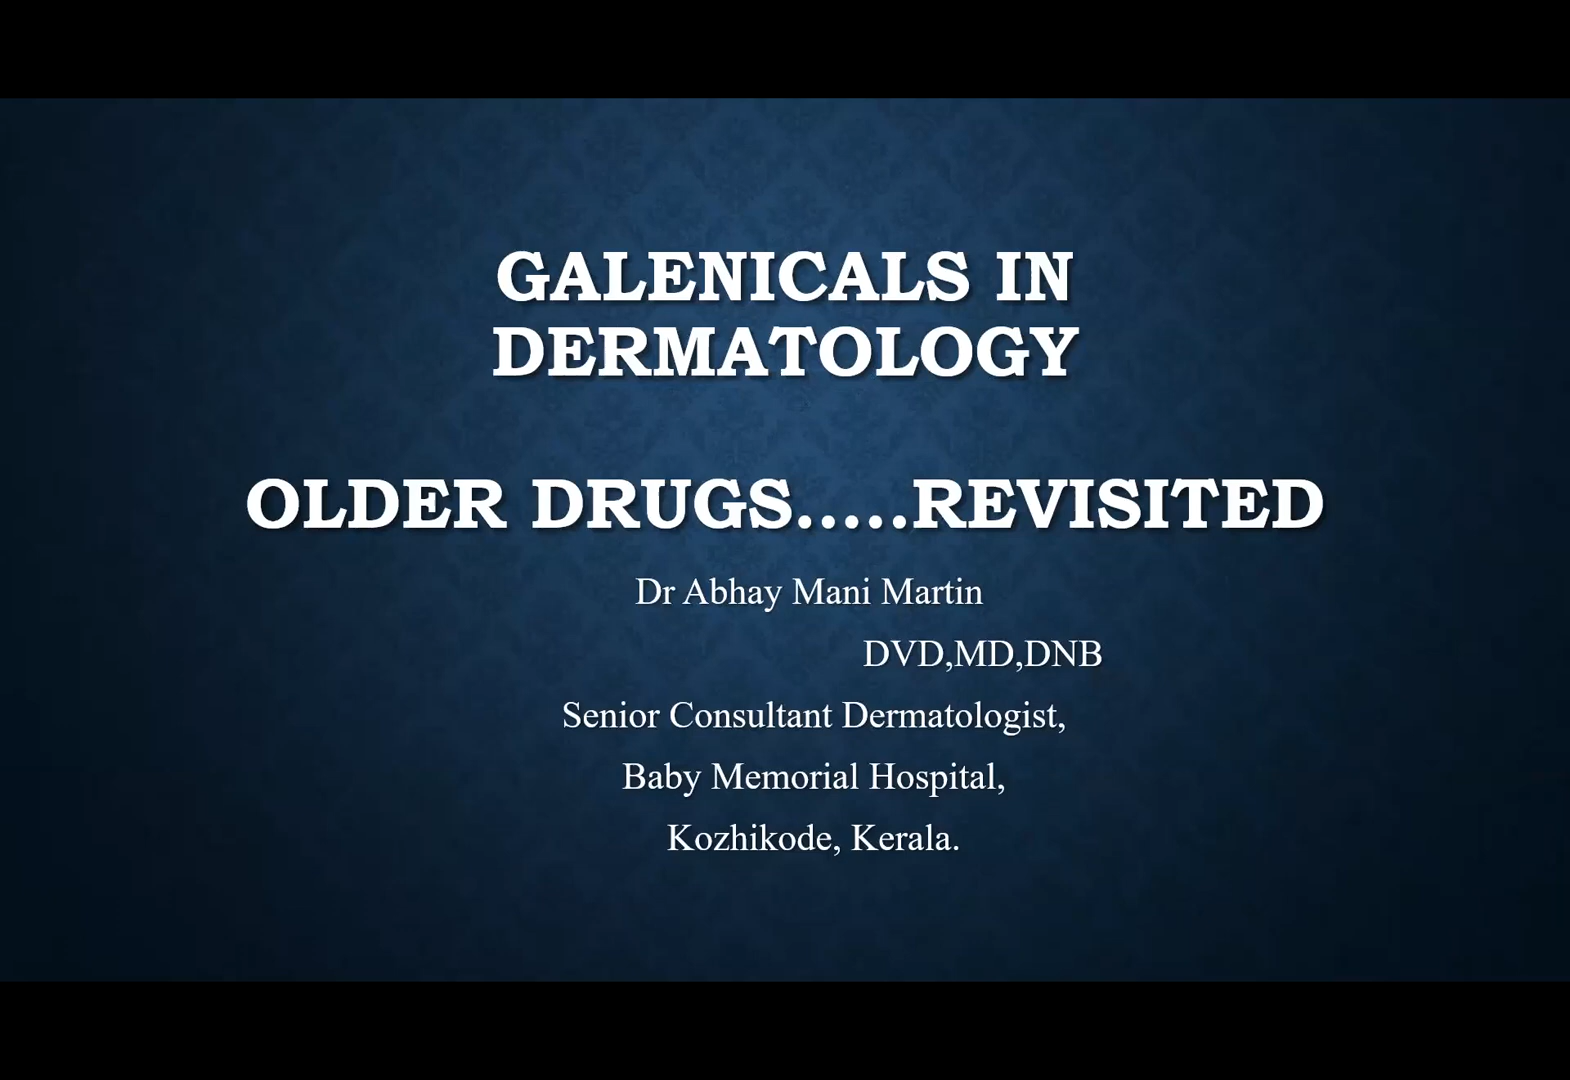 GALENICALS IN
DERMATOLOGY
OLDER DRUGS.....REVISITED
Dr Abhay Mani Martin
DVD,MD,DNB
Senior Consultant Dermatologist,
Baby Memorial Hospital,
Kozhikode, Kerala.